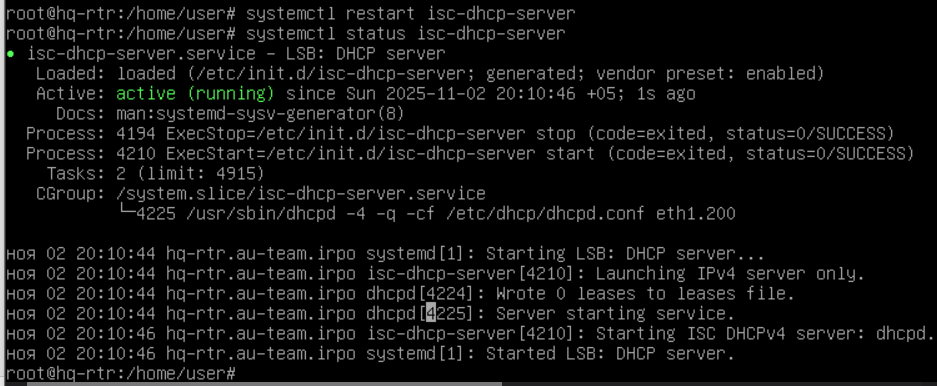 root@hq-rtr:/home/user# systemctl restart isc-dhcp-server
root@hq-rtr:/home/user# systemctl status isc-dhcp-server
● isc-dhcp-server.service - LSB: DHCP server
   Loaded: loaded (/etc/init.d/isc-dhcp-server; generated; vendor preset: enabled)
   Active: active (running) since Sun 2025-11-02 20:10:46 +05; 1s ago
     Docs: man:systemd-sysv-generator(8)
  Process: 4194 ExecStop=/etc/init.d/isc-dhcp-server stop (code=exited, status=0/SUCCESS)
  Process: 4210 ExecStart=/etc/init.d/isc-dhcp-server start (code=exited, status=0/SUCCESS)
    Tasks: 2 (limit: 4915)
   CGroup: /system.slice/isc-dhcp-server.service
           └─4225 /usr/sbin/dhcpd -4 -q -cf /etc/dhcp/dhcpd.conf eth1.200
ноя 02 20:10:44 hq-rtr.au-team.irpo systemd[1]: Starting LSB: DHCP server...
ноя 02 20:10:44 hq-rtr.au-team.irpo isc-dhcp-server[4210]: Launching IPv4 server only.
ноя 02 20:10:44 hq-rtr.au-team.irpo dhcpd[4224]: Wrote 0 leases to leases file.
ноя 02 20:10:44 hq-rtr.au-team.irpo dhcpd[4225]: Server starting service.
ноя 02 20:10:46 hq-rtr.au-team.irpo isc-dhcp-server[4210]: Starting ISC DHCPv4 server: dhcpd.
ноя 02 20:10:46 hq-rtr.au-team.irpo systemd[1]: Started LSB: DHCP server.
root@hq-rtr:/home/user#